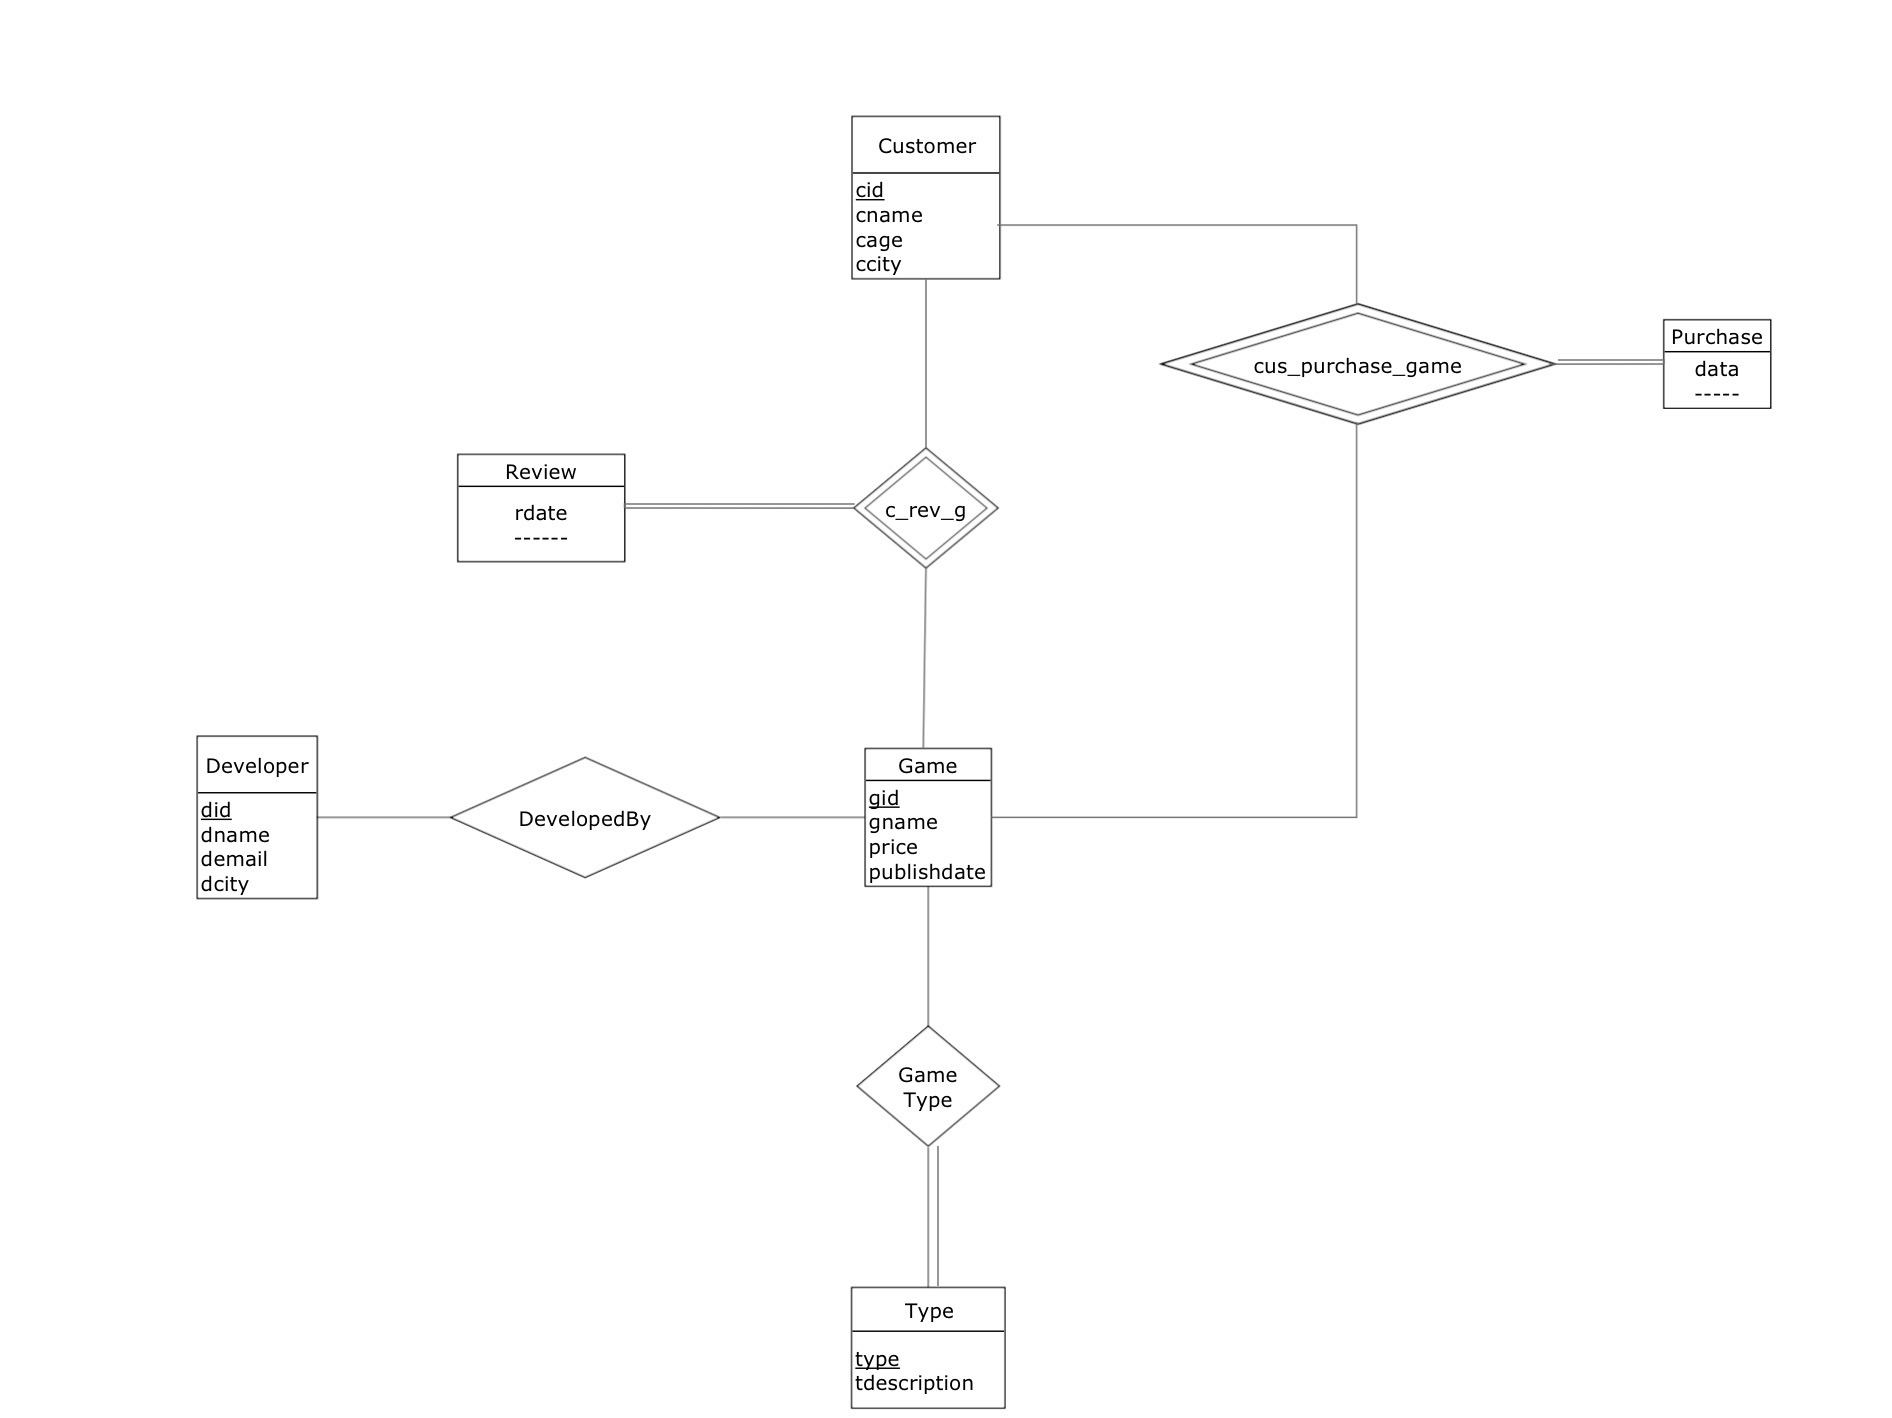 Customer
cid
cname
cage
ccity
cus_purchase_game
Purchase
data
-----
Review
rdate
------
c_rev_g
Developer
did
dname
demail
dcity
DevelopedBy
Game
gid
gname
price
publishdate
Game
Type
Type
type
tdescription